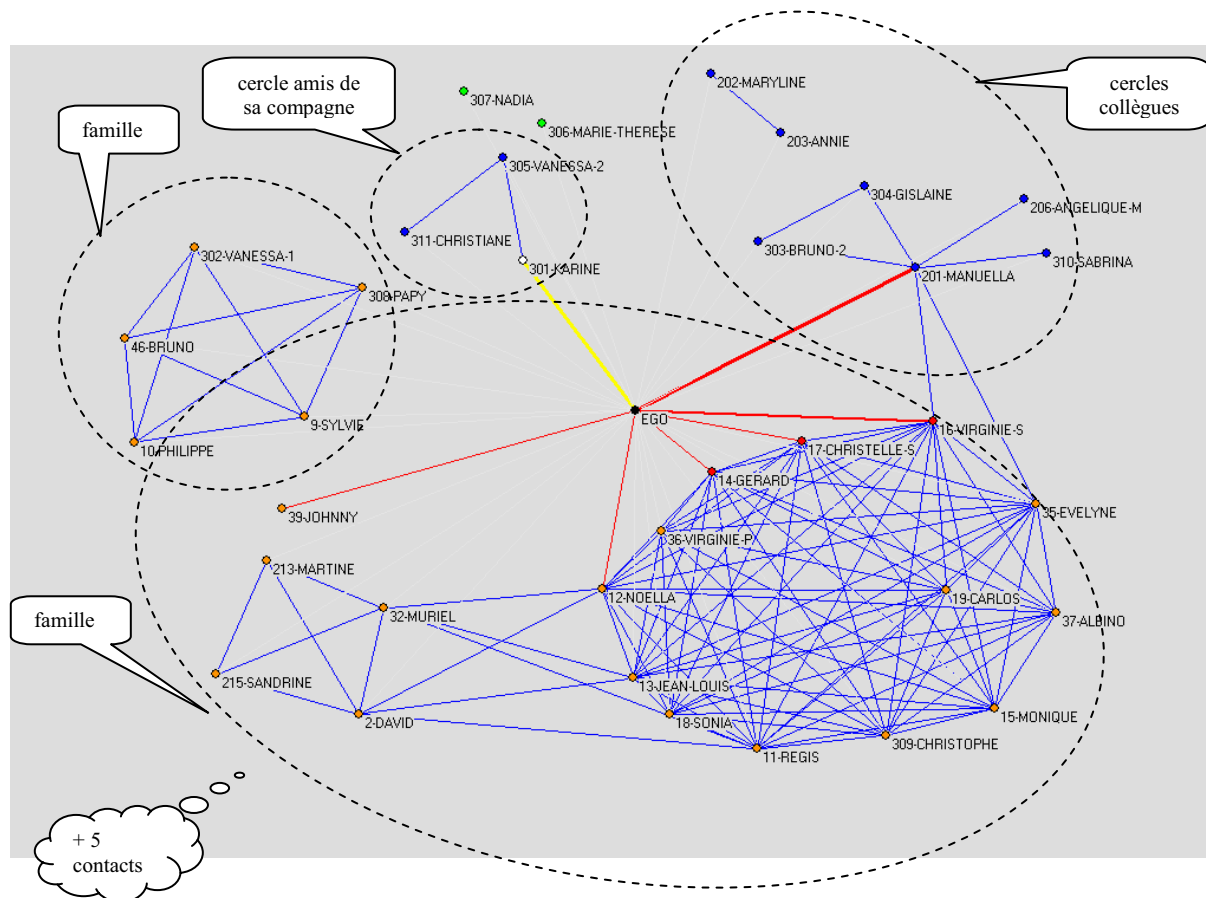 cercle amis de
sa compagne
cercles
collègues
famille
202-MARYLINE
307-NADIA
306-MARIE-THERESE
203-ANNIE
305-VANESSA-2
304-GISLAINE
206-ANGELIQUE-M
311-CHRISTIANE
303-BRUNO-2
302-VANESSA-1
310-SABRINA
301-KARINE
201-MANUELLA
308-PAPY
46-BRUNO
EGO
9-SYLVIE
16-VIRGINIE-S
10-PHILIPPE
17-CHRISTELLE-S
14-GERARD
39-JOHNNY
35-EVELYNE
36-VIRGINIE-P
213-MARTINE
12-NOELLA
19-CARLOS
famille
32-MURIEL
37-ALBINO
215-SANDRINE
13-JEAN-LOUIS
2-DAVID
18-SONIA
15-MONIQUE
309-CHRISTOPHE
11-REGIS
+ 5
contacts